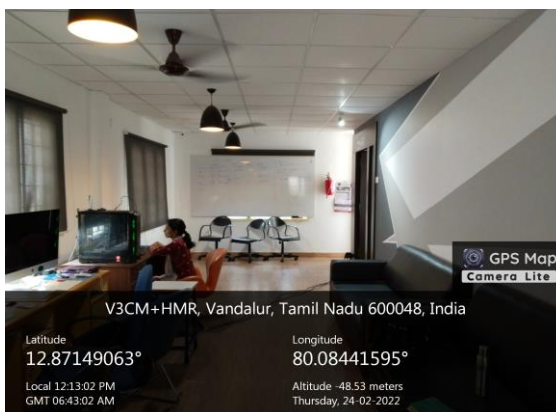 GPS Map
Camera Lite
V3CM+HMR, Vandalur, Tamil Nadu 600048, India
Latitude
12.87149063°
Longitude
80.08441595°
Local 12:13:02 PM
GMT 06:43:02 AM
Altitude -48.53 meters
Thursday, 24-02-2022